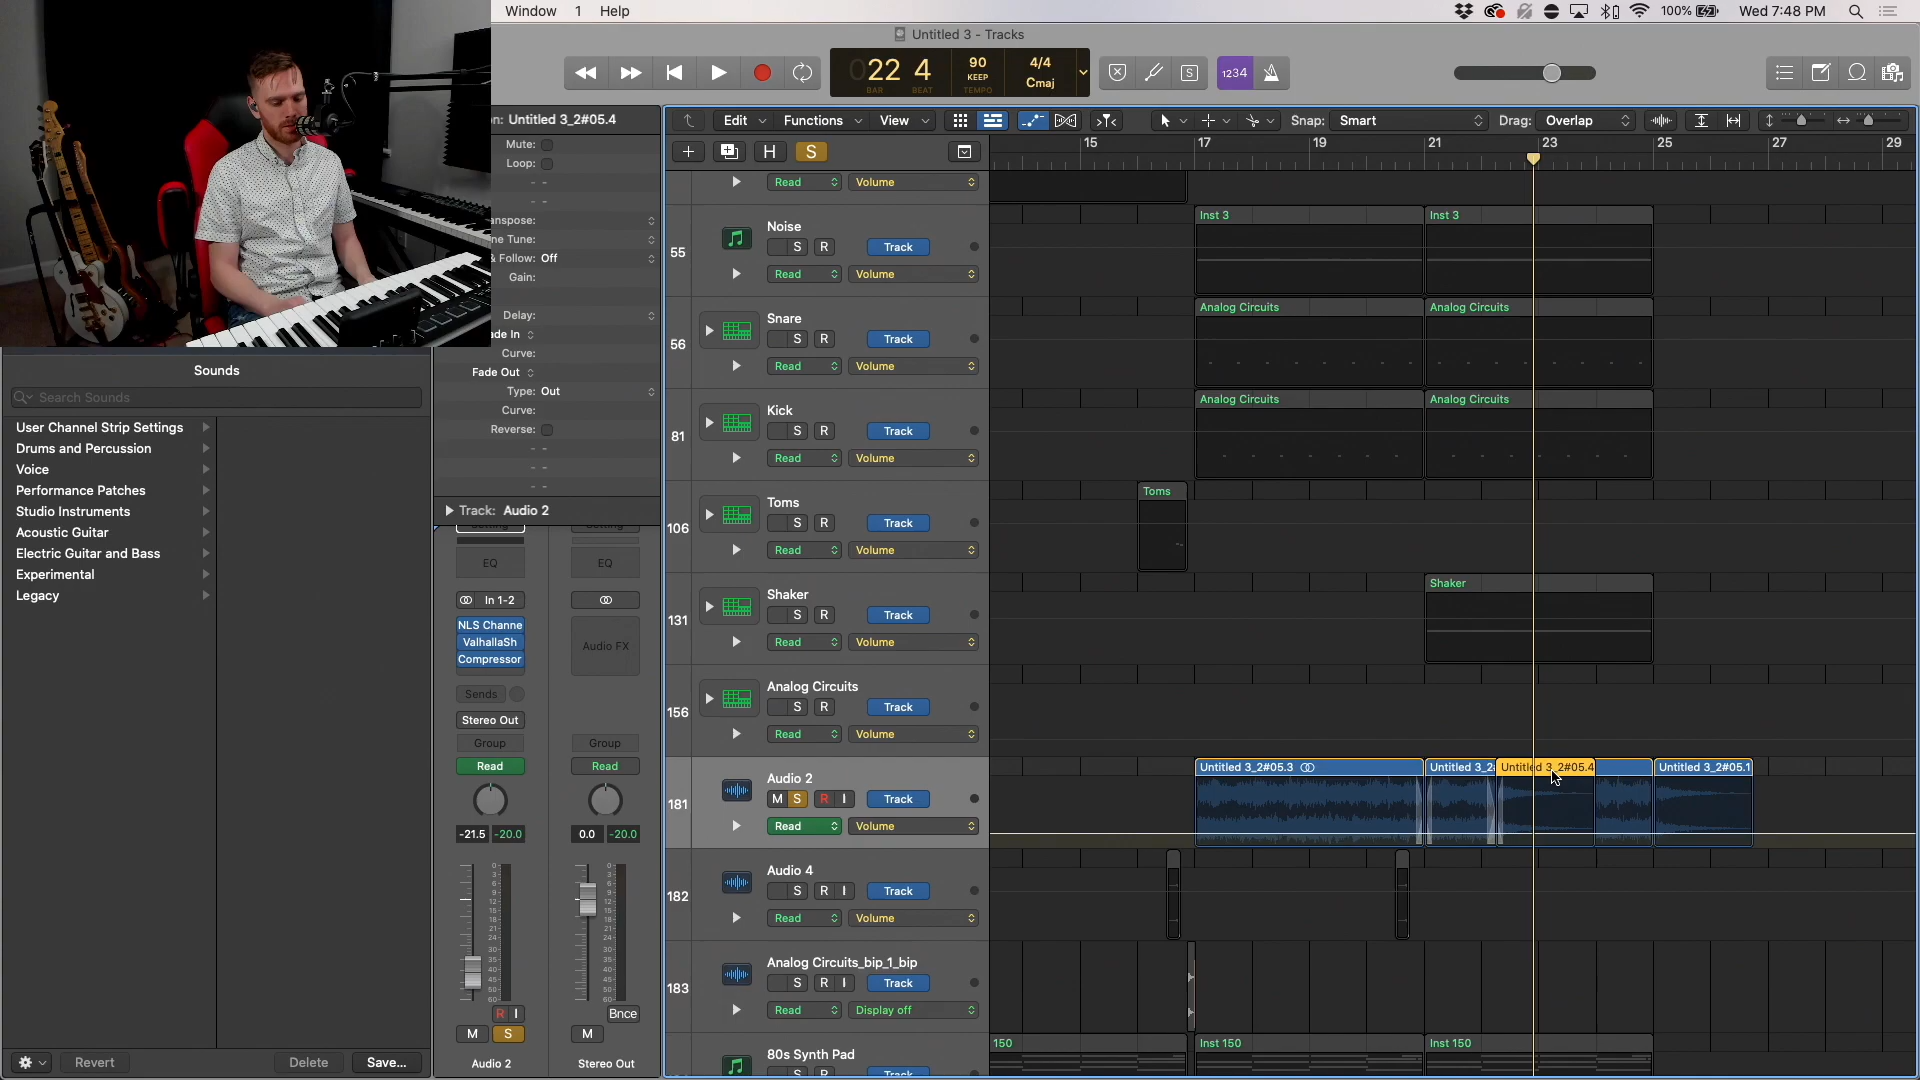 Window 1 Help
100% Wed 7:48 PM
Untitled 3 - Tracks
022 4
BAR BEAT
90
KEEP
TEMPO
4/4
Cmaj
S
1234
Untitled 3_2#05.4
Mute:
Loop:
Off
Gain:
Delay:
Fade Out
Curve:
Type: Out
Curve:
Reverse:
Track: Audio 2
Edit Functions View
Snap: Smart
Drag: Overlap
H S
15 17 19 21 23 25 27 29
Read Volume
55 Noise
S R Track
Read Volume
Inst 3 Inst 3
56 Snare
S R Track
Read Volume
Analog Circuits Analog Circuits
81 Kick
S R Track
Read Volume
Analog Circuits Analog Circuits
106 Toms
S R Track
Read Volume
Toms
131 Shaker
S R Track
Read Volume
Shaker
156 Analog Circuits
S R Track
Read Volume
181 Audio 2
M S R I Track
Read Volume
Untitled 3_2#05.3 Untitled 3_2 Untitled 3_2#05.4 Untitled 3_2#05.1
182 Audio 4
S R I Track
Read Volume
183 Analog Circuits_bip_1_bip
S R I Track
Read Display off
80s Synth Pad
Track
150 Inst 150 Inst 150
Sounds
Search Sounds
User Channel Strip Settings
Drums and Percussion
Voice
Performance Patches
Studio Instruments
Acoustic Guitar
Electric Guitar and Bass
Experimental
Legacy
Revert Delete Save...
EQ EQ
In 1-2
NLS Channe
ValhallaSh
Compressor
Audio FX
Sends
Stereo Out
Group Group
Read Read
-21.5 -20.0 0.0 -20.0
R I Bnce
M S M
Audio 2 Stereo Out